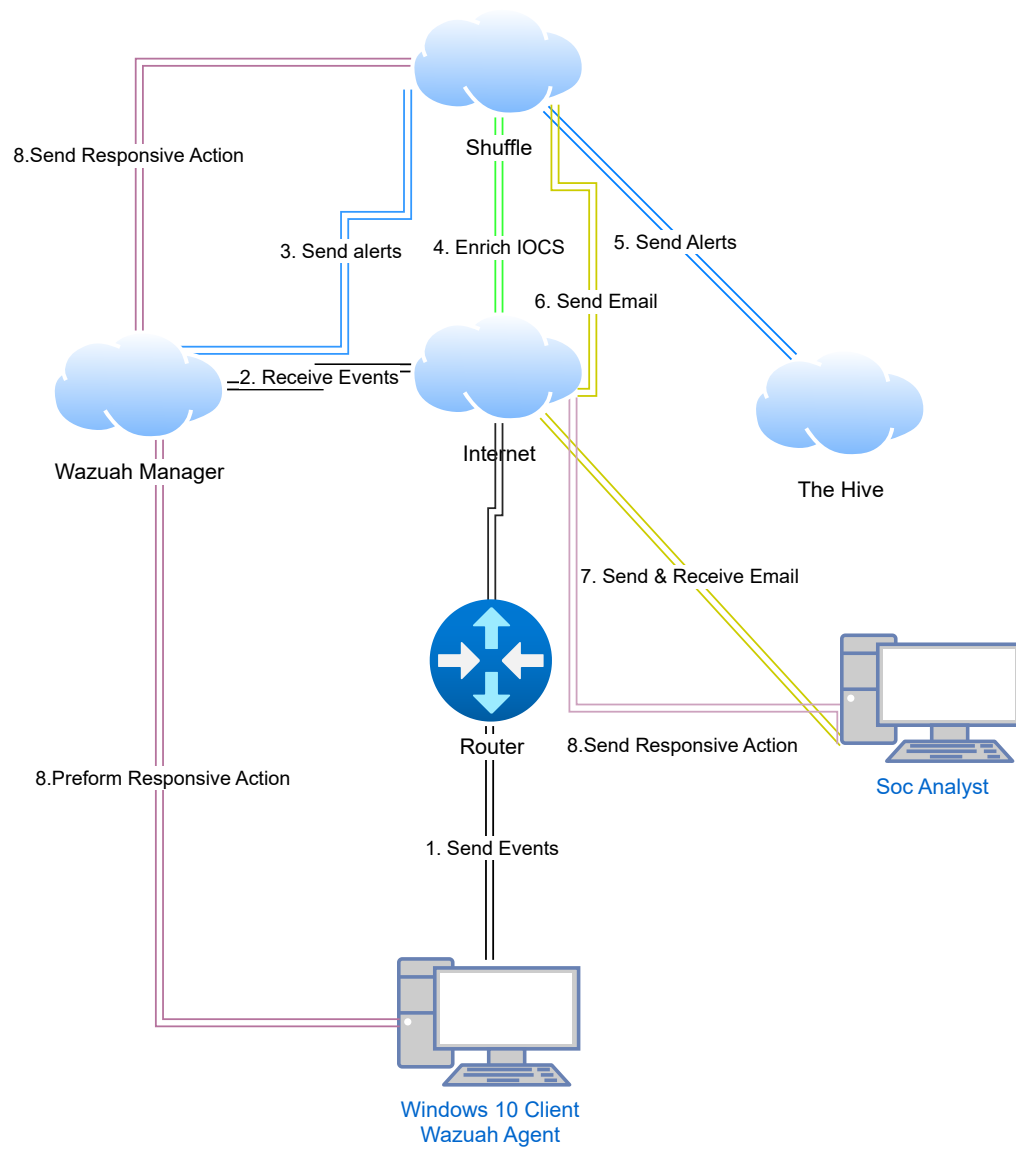 Shuffle
8.Send Responsive Action
3. Send alerts
4. Enrich IOCS
5. Send Alerts
6. Send Email
2. Receive Events
Internet
Wazuah Manager
The Hive
7. Send & Receive Email
Router
8.Send Responsive Action
8.Preform Responsive Action
Soc Analyst
1. Send Events
Windows 10 Client
Wazuah Agent